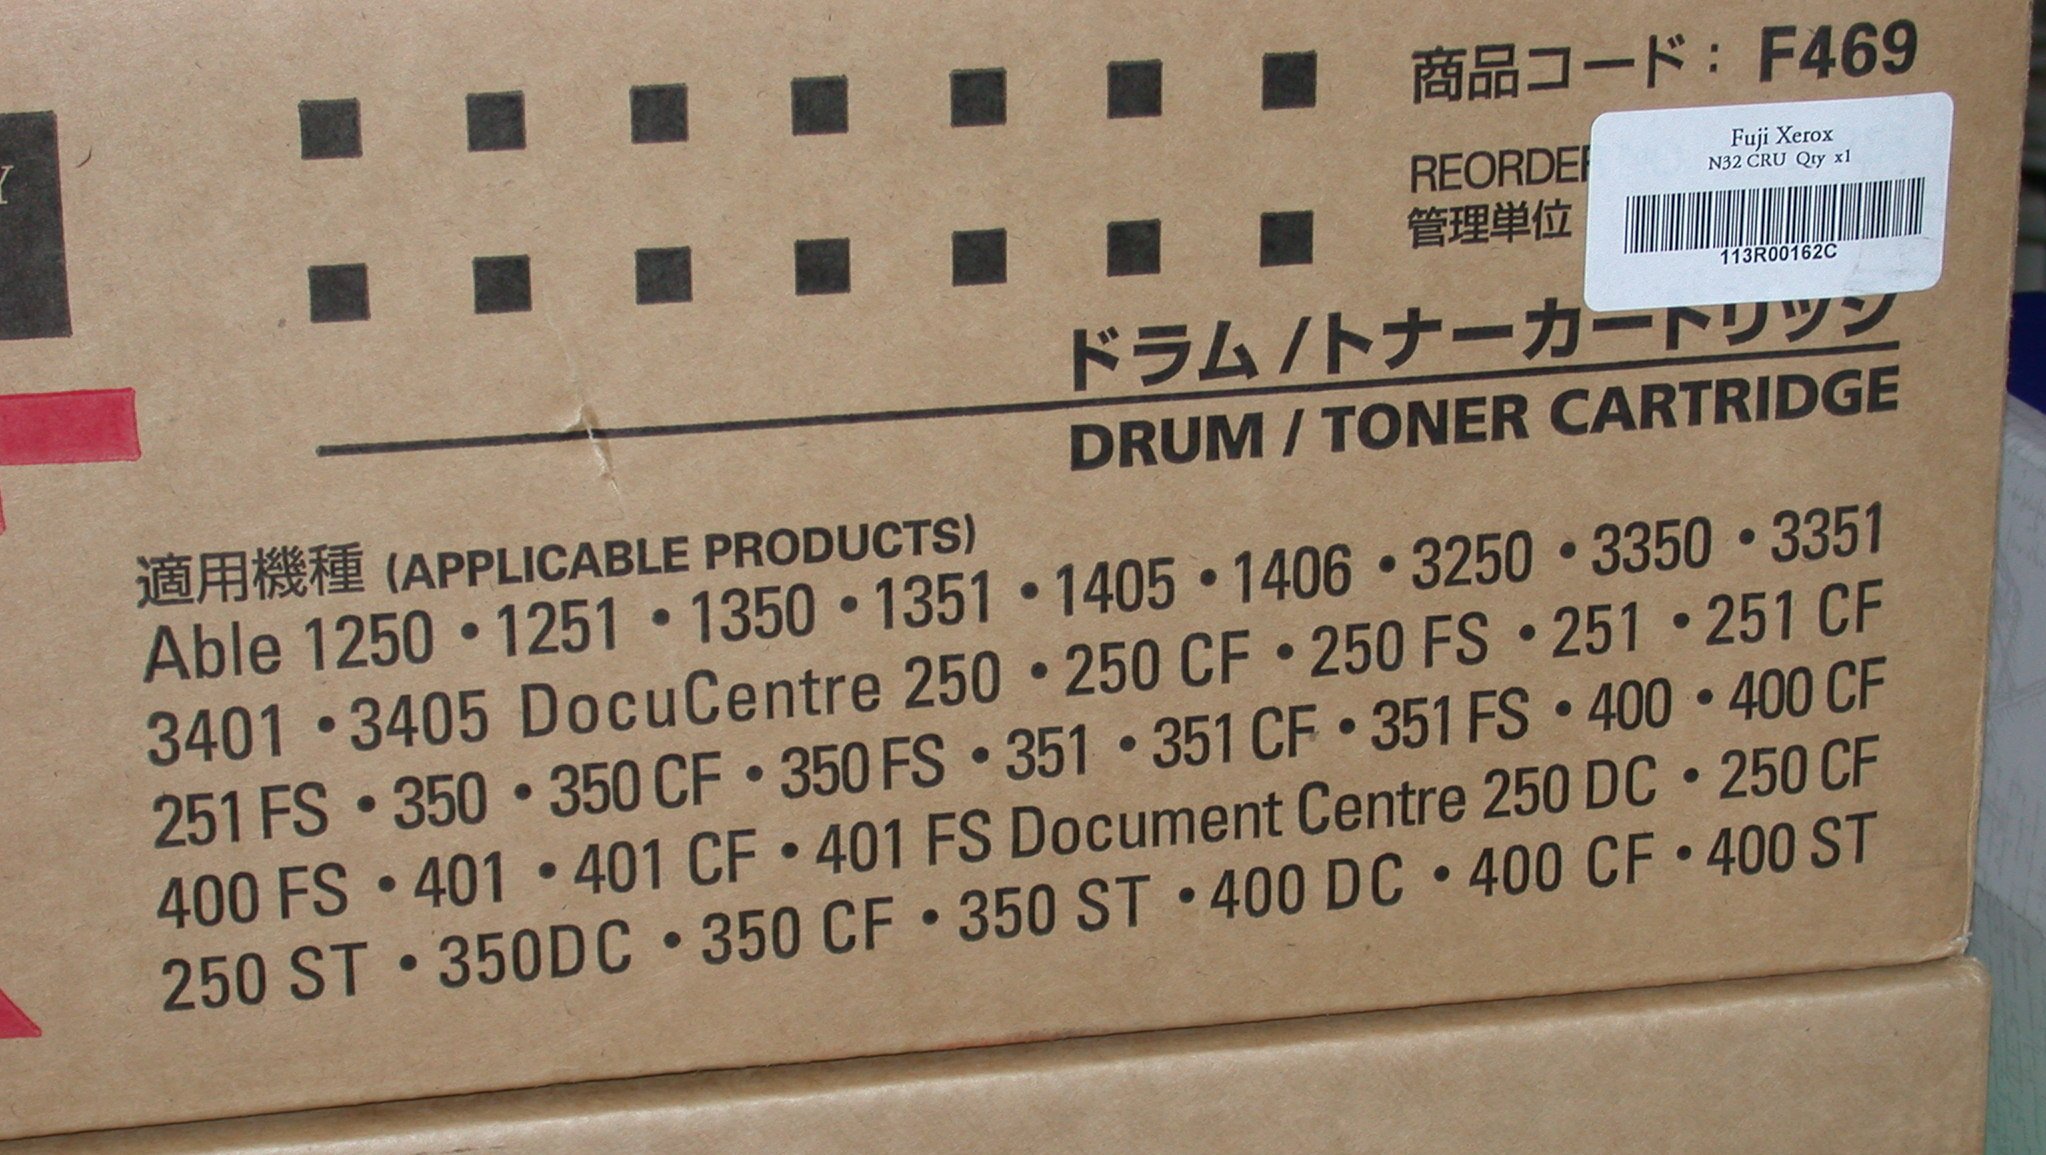 商品コード: F469
Fuji Xerox
N32 CRU Qty x1
113R00162C
REORDER
管理単位
ドラム/トナーカートリッジ
DRUM / TONER CARTRIDGE
適用機種 (APPLICABLE PRODUCTS)
Able 1250・1251・1350・1351・1405・1406・3250・3350・3351
3401・3405 DocuCentre 250・250 CF・250 FS・251・251 CF
251 FS・350・350 CF・350 FS・351・351 CF・351 FS・400・400 CF
400 FS・401・401 CF・401 FS Document Centre 250 DC・250 CF
250 ST・350DC・350 CF・350 ST・400 DC・400 CF・400 ST